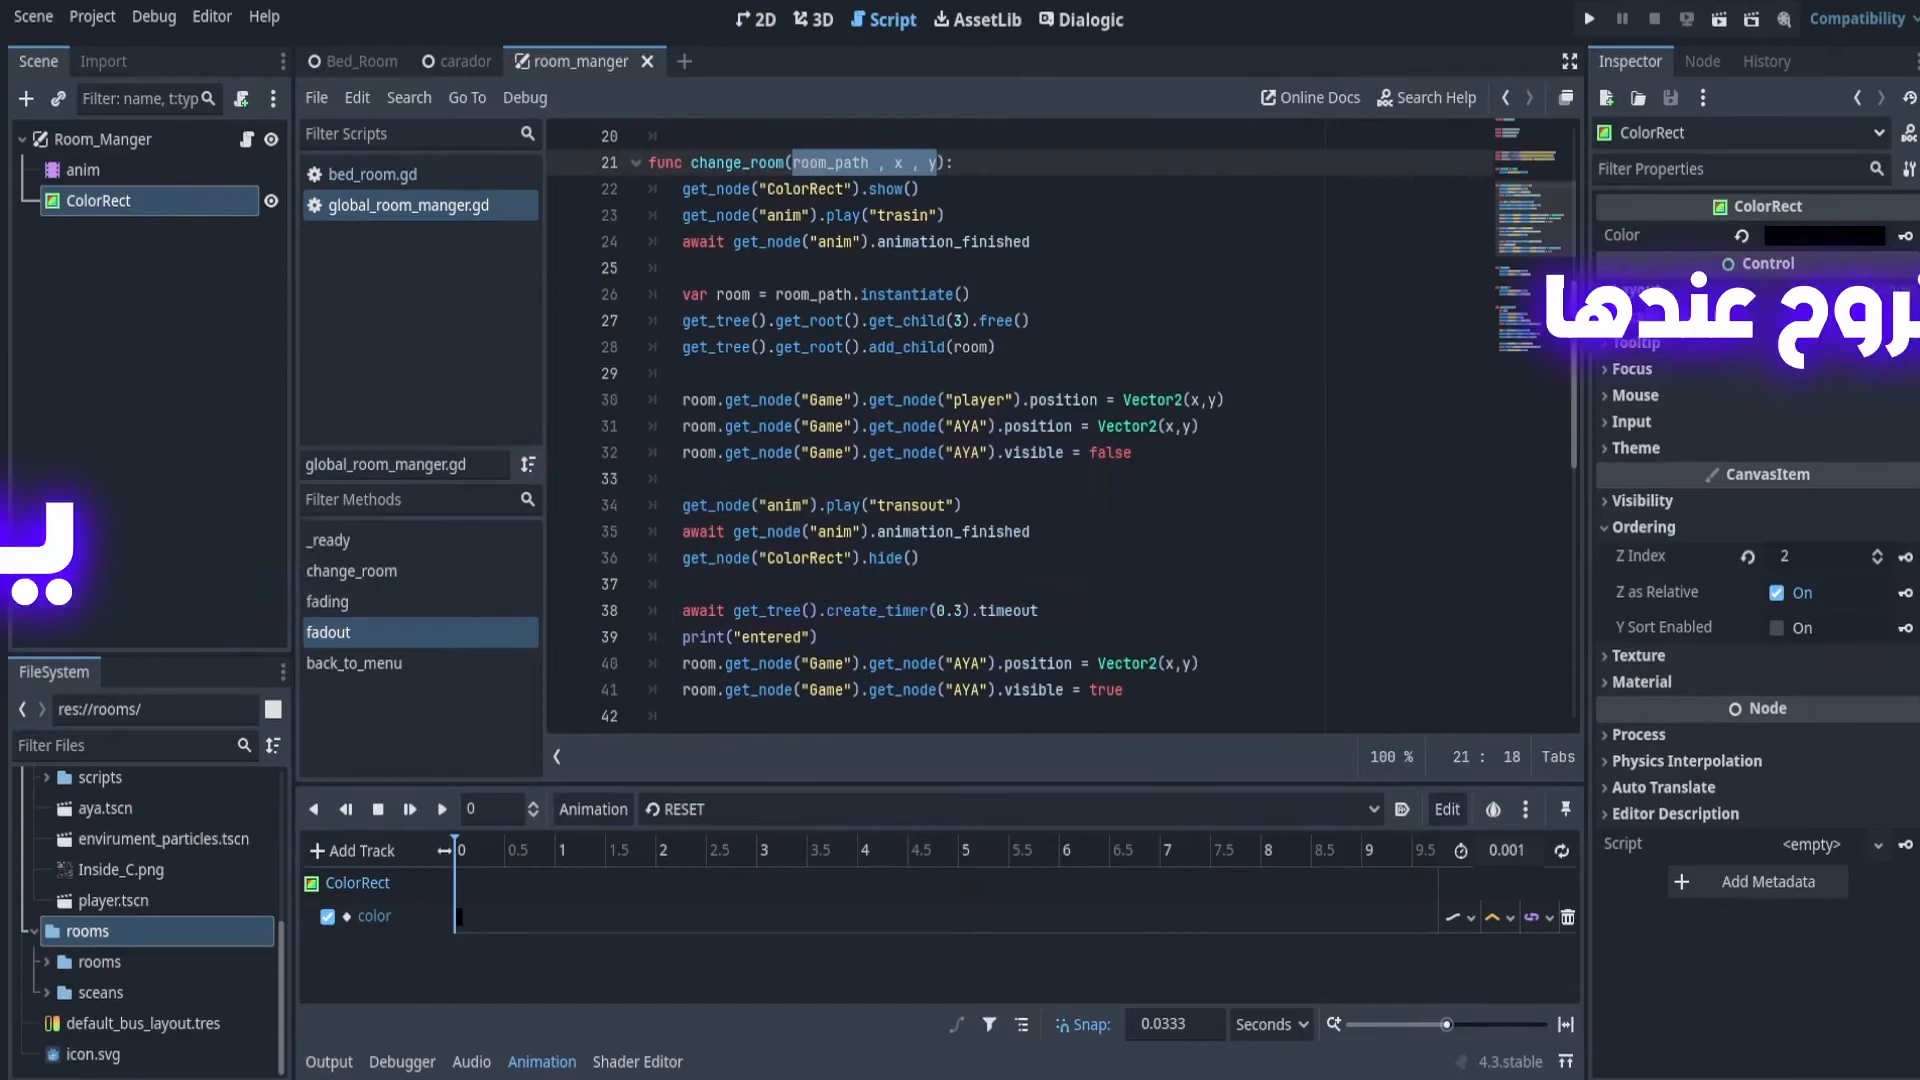 Scene Project Debug Editor Help
2D 3D Script AssetLib Dialogic
Compatibility
Scene Import
Filter: name, t:typ
Room_Manger
anim
ColorRect
Bed_Room carador room_manger
File Edit Search Go To Debug
Online Docs Search Help
Filter Scripts
bed_room.gd
global_room_manger.gd
global_room_manger.gd
Filter Methods
_ready
change_room
fading
fadout
back_to_menu
20
21 func change_room(room_path , x , y):
22 get_node("ColorRect").show()
23 get_node("anim").play("trasin")
24 await get_node("anim").animation_finished
25
26 var room = room_path.instantiate()
27 get_tree().get_root().get_child(3).free()
28 get_tree().get_root().add_child(room)
29
30 room.get_node("Game").get_node("player").position = Vector2(x,y)
31 room.get_node("Game").get_node("AYA").position = Vector2(x,y)
32 room.get_node("Game").get_node("AYA").visible = false
33
34 get_node("anim").play("transout")
35 await get_node("anim").animation_finished
36 get_node("ColorRect").hide()
37
38 await get_tree().create_timer(0.3).timeout
39 print("entered")
40 room.get_node("Game").get_node("AYA").position = Vector2(x,y)
41 room.get_node("Game").get_node("AYA").visible = true
42
100 % 21 : 18 Tabs
Inspector Node History
ColorRect
Filter Properties
ColorRect
Color
Control
عندها
Tooltip
Focus
Mouse
Input
Theme
CanvasItem
Visibility
Ordering
Z Index 2
Z as Relative On
Y Sort Enabled On
Texture
Material
Node
Process
Physics Interpolation
Auto Translate
Editor Description
Script <empty>
Add Metadata
FileSystem
res://rooms/
Filter Files
scripts
aya.tscn
envirument_particles.tscn
Inside_C.png
player.tscn
rooms
rooms
sceans
default_bus_layout.tres
icon.svg
0 Animation RESET Edit
Add Track 0 0.5 1 1.5 2 2.5 3 3.5 4 4.5 5 5.5 6 6.5 7 7.5 8 8.5 9 9.5 0.001
ColorRect
color
Snap: 0.0333 Seconds
Output Debugger Audio Animation Shader Editor
4.3.stable